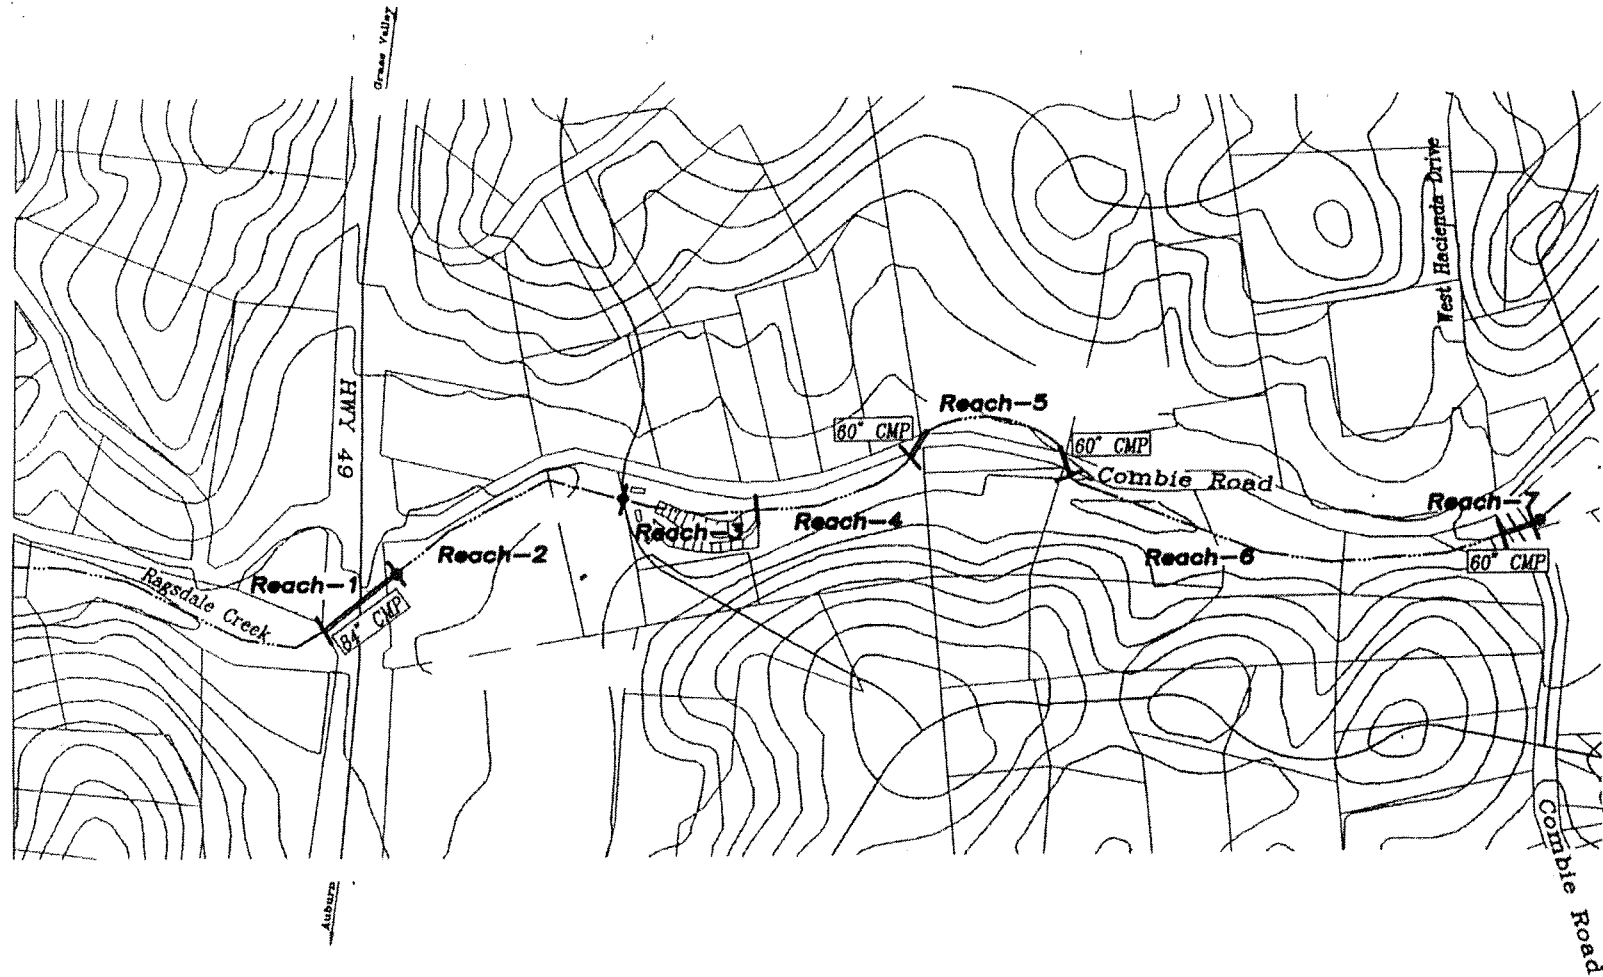 Grass Valley
West Hacienda Drive
HWY 49
Reach-5
60" CMP
60" CMP
Combie Road
Reach-7
Reach-3
Reach-4
Reach-2
Reach-6
60" CMP
Ragsdale Creek
Reach-1
84" CMP
Auburn
Combie Road